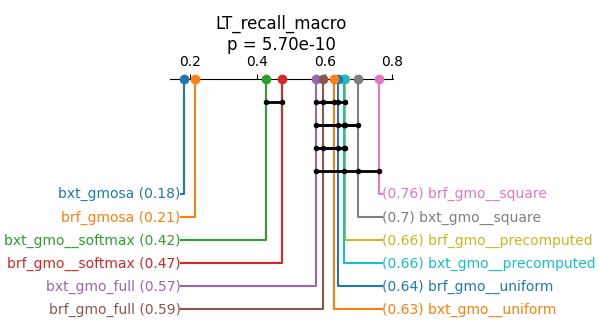 LT_recall_macro
p = 5.70e-10
0.2 0.4 0.6 0.8
bxt_gmosa (0.18) (0.76) brf_gmo__square
brf_gmosa (0.21) (0.7) bxt_gmo__square
bxt_gmo__softmax (0.42) (0.66) brf_gmo__precomputed
brf_gmo__softmax (0.47) (0.66) bxt_gmo__precomputed
bxt_gmo_full (0.57) (0.64) brf_gmo__uniform
brf_gmo_full (0.59) (0.63) bxt_gmo__uniform